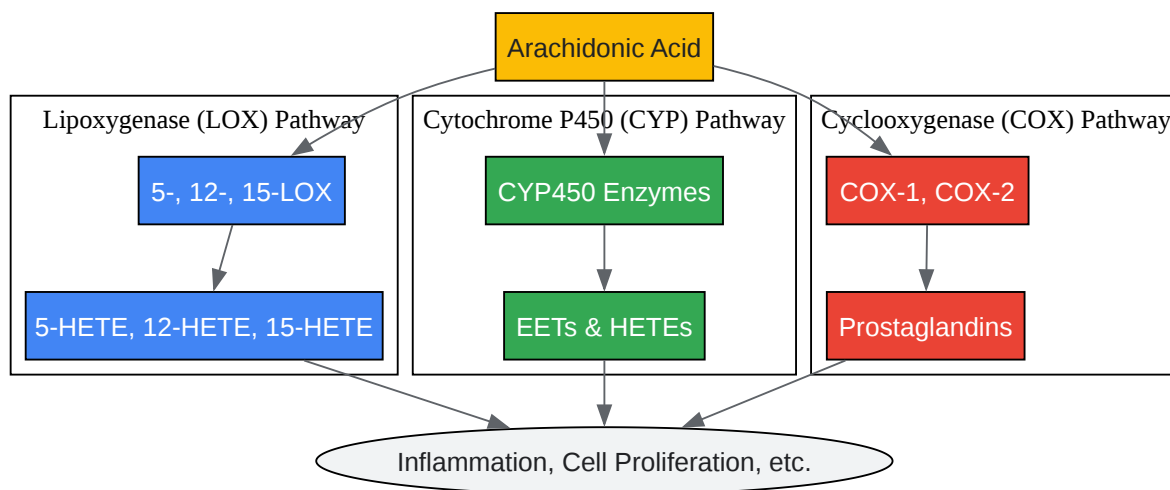 Arachidonic Acid
Lipoxygenase (LOX) Pathway
Cytochrome P450 (CYP) Pathway
Cyclooxygenase (COX) Pathway
5-, 12-, 15-LOX
CYP450 Enzymes
COX-1, COX-2
5-HETE, 12-HETE, 15-HETE
EETs & HETEs
Prostaglandins
Inflammation, Cell Proliferation, etc.